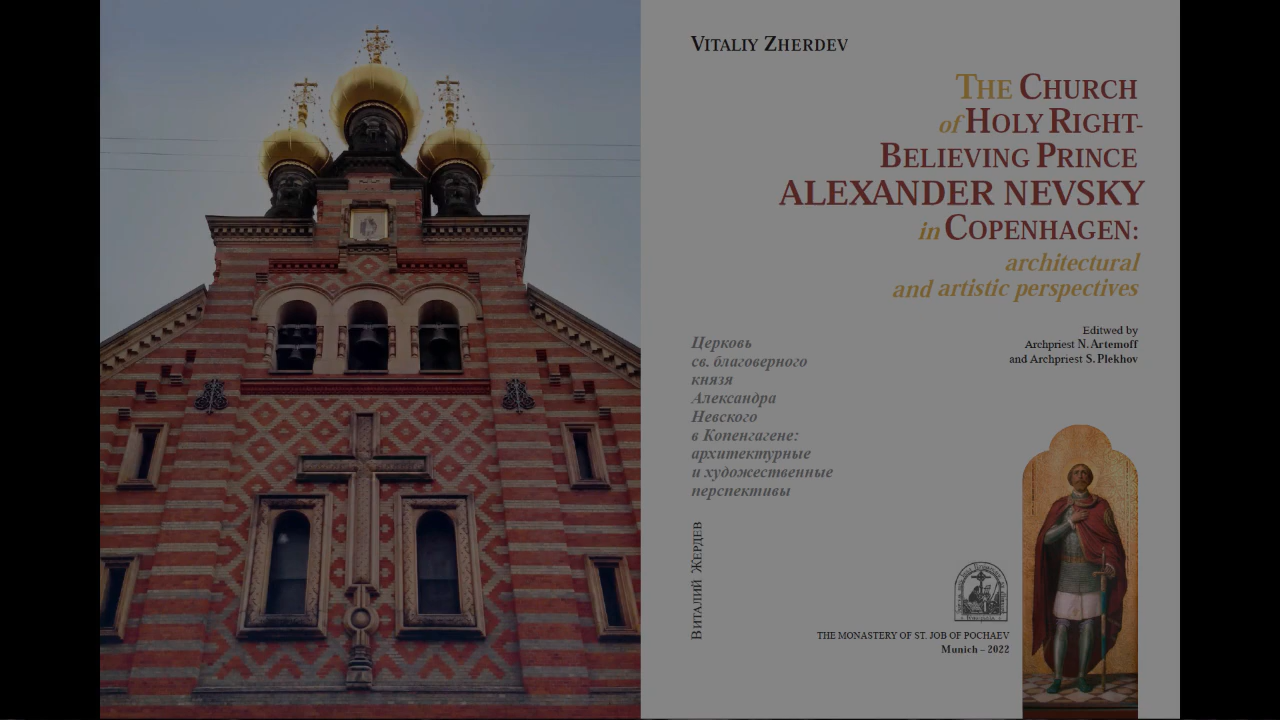 VITALIY ZHERDEV
THE CHURCH
of HOLY RIGHT-
BELIEVING PRINCE
ALEXANDER NEVSKY
in COPENHAGEN:
architectural
and artistic perspectives
Editwed by
Archpriest N. Artemoff
and Archpriest S. Plekhov
Церковь
св. благоверного
князя
Александра
Невского
в Копенгагене:
архитектурные
и художественные
перспективы
ВИТАЛИЙ ЖЕРДЕВ
THE MONASTERY OF ST. JOB OF POCHAEV
Munich – 2022